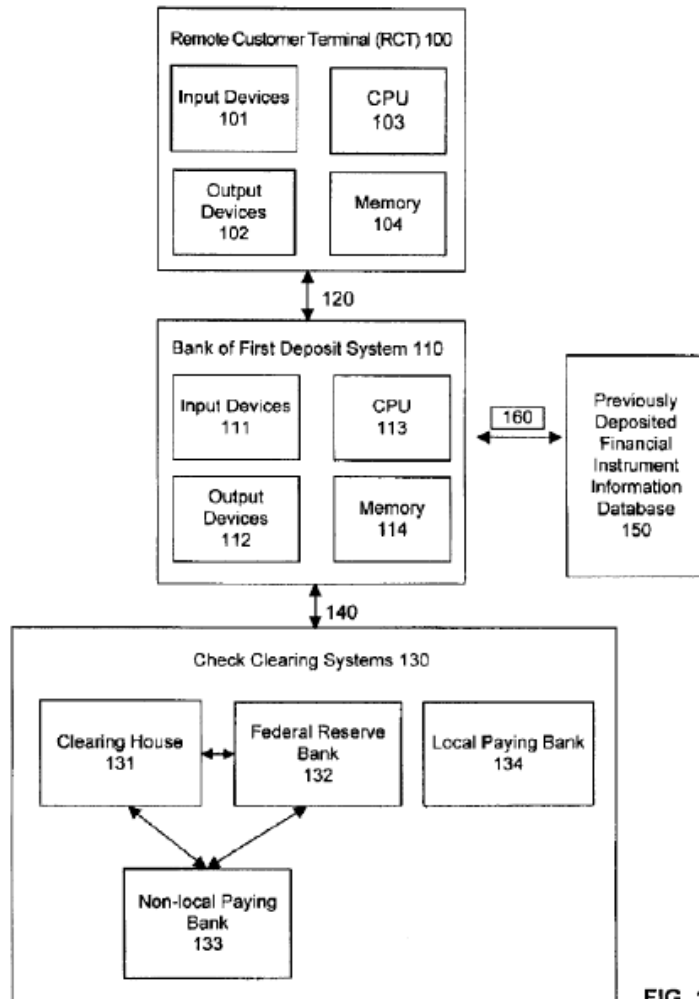 Remote Customer Terminal (RCT) 100
Input Devices
101
CPU
103
Output
Devices
102
Memory
104
120
Bank of First Deposit System 110
Input Devices
111
CPU
113
Output
Devices
112
Memory
114
160
Previously
Deposited
Financial
Instrument
Information
Database
150
140
Check Clearing Systems 130
Clearing House
131
Federal Reserve
Bank
132
Local Paying Bank
134
Non-local Paying
Bank
133
FIG.